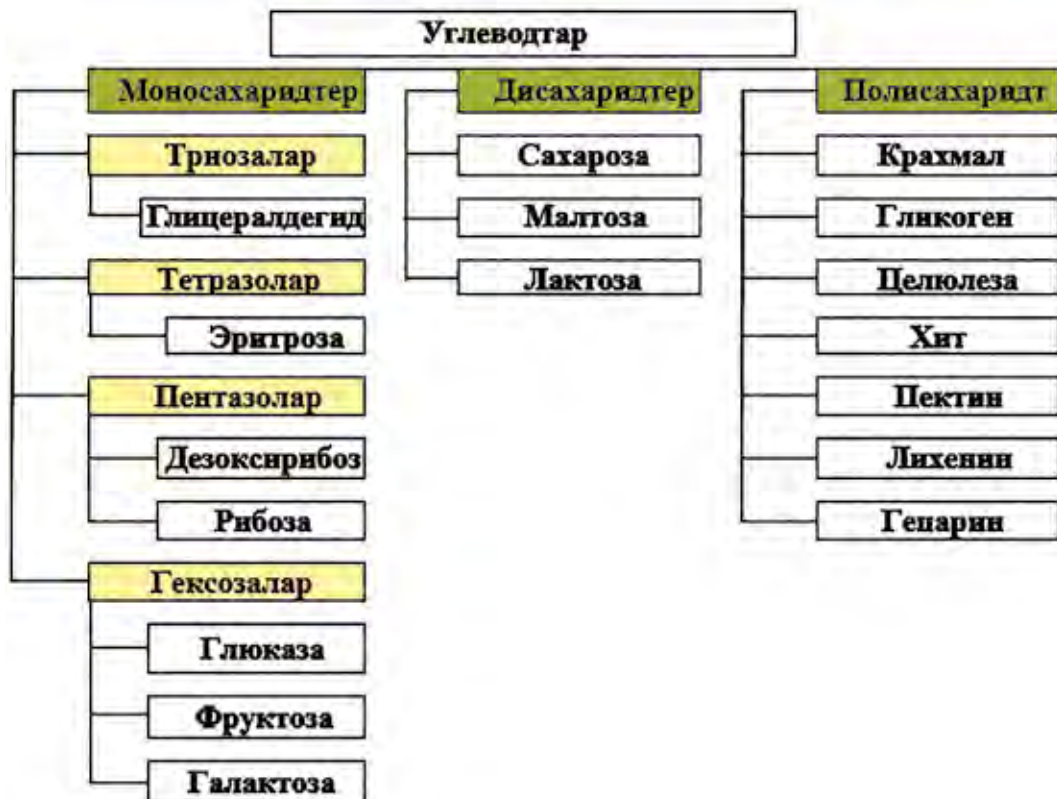 Углеводтар
Моносахаридтер
Триозалар
Глицералдегид
Тетразолар
Эритроза
Пентазолар
Дезоксирибоз
Рибоза
Гексозалар
Глюказа
Фруктоза
Галактоза
Дисахаридтер
Сахароза
Малтоза
Лактоза
Полисахаридт
Крахмал
Гликоген
Целюлеза
Хит
Пектин
Лихенин
Гепарин